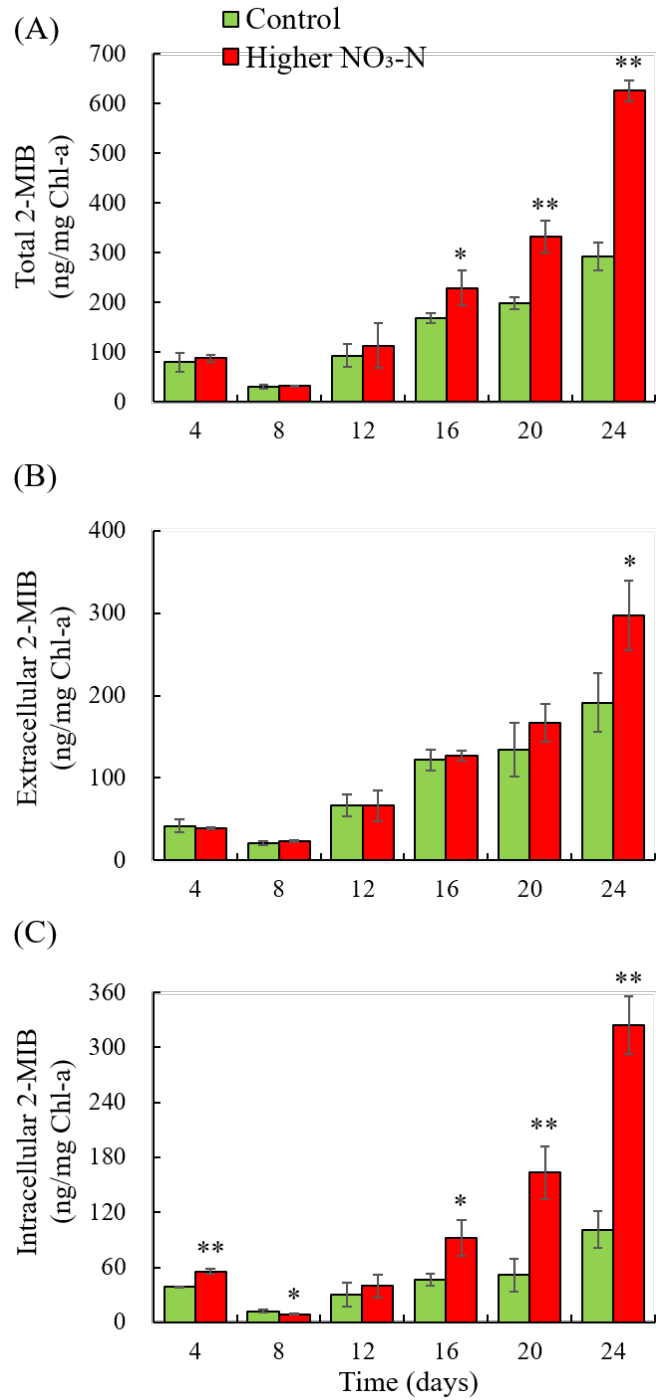 (A)
Control
Higher NO₃-N
Total 2-MIB
(ng/mg Chl-a)
700
600
500
400
300
200
100
0
*
**
**
4 8 12 16 20 24
(B)
Extracellular 2-MIB
(ng/mg Chl-a)
400
300
200
100
0
*
4 8 12 16 20 24
(C)
Intracellular 2-MIB
(ng/mg Chl-a)
360
300
240
180
120
60
0
**
*
*
**
**
4 8 12 16 20 24
Time (days)